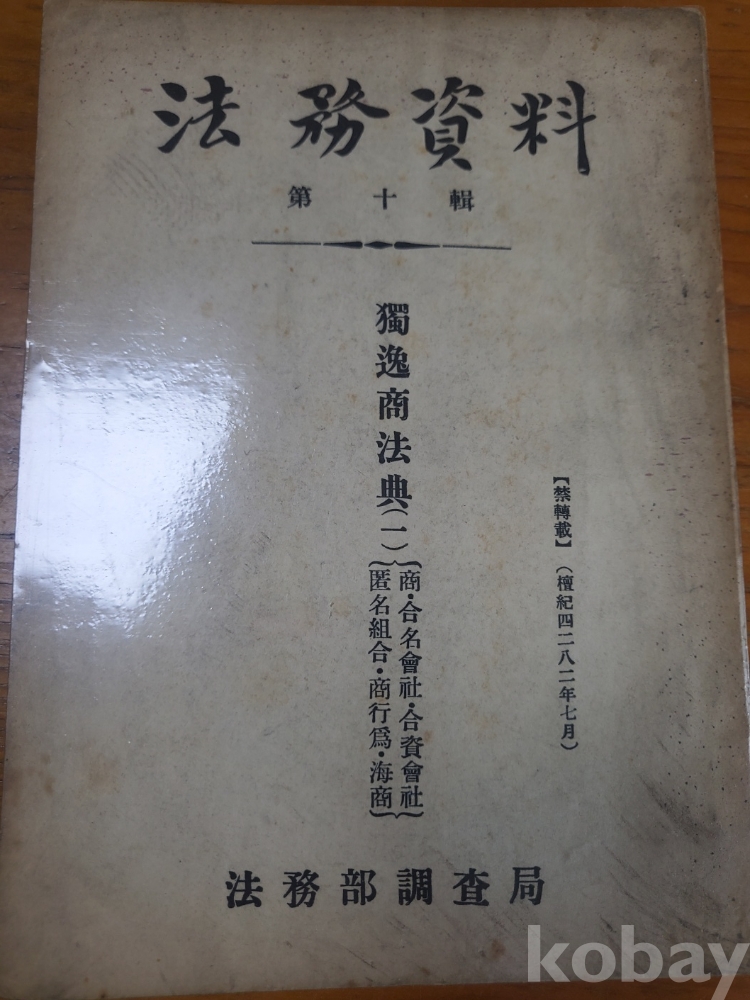 法務資料
第十輯
【禁轉載】 (檀紀四二八二年七月)
獨逸商法典(一)
商・合名會社・合資會社
匿名組合・商行爲・海商
法務部調査局
kobay